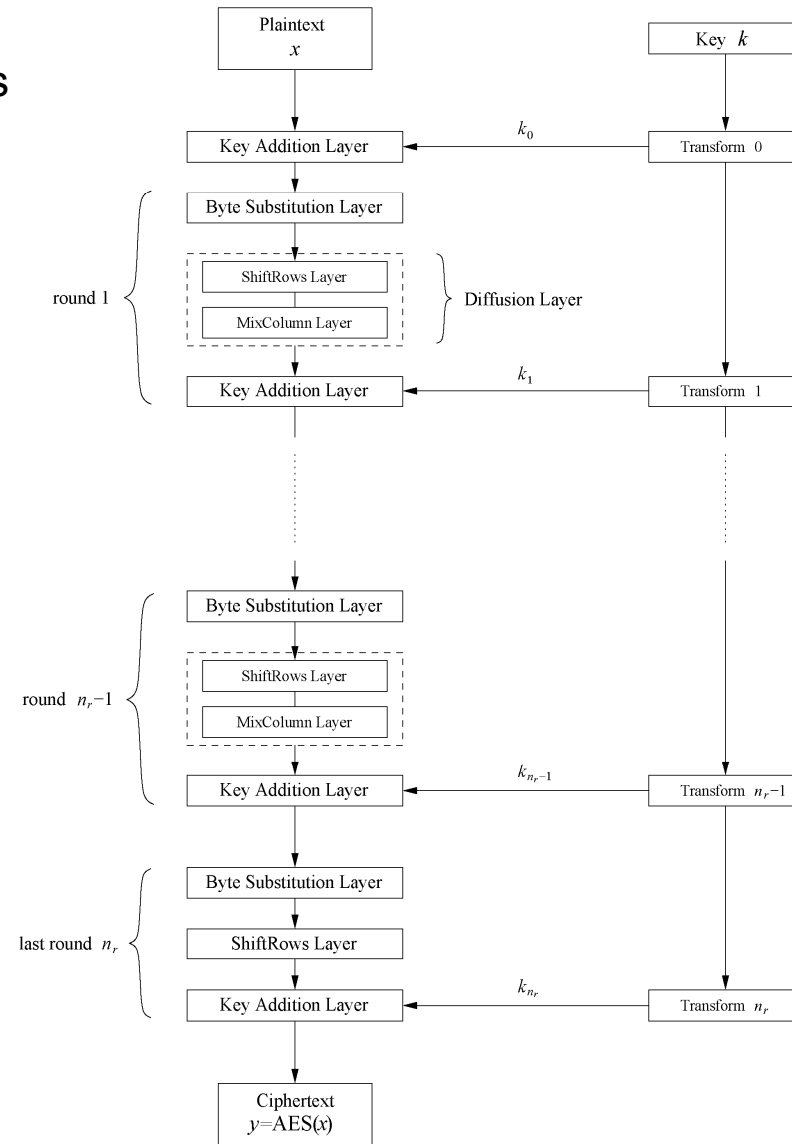 s
Plaintext
x
Key k
Key Addition Layer
k₀
Transform 0
Byte Substitution Layer
ShiftRows Layer
round 1
Diffusion Layer
MixColumn Layer
Key Addition Layer
k₁
Transform 1
Byte Substitution Layer
ShiftRows Layer
round nᵣ−1
MixColumn Layer
Key Addition Layer
kₙᵣ₋₁
Transform nᵣ−1
Byte Substitution Layer
last round nᵣ
ShiftRows Layer
Key Addition Layer
kₙᵣ
Transform nᵣ
Ciphertext
y=AES(x)